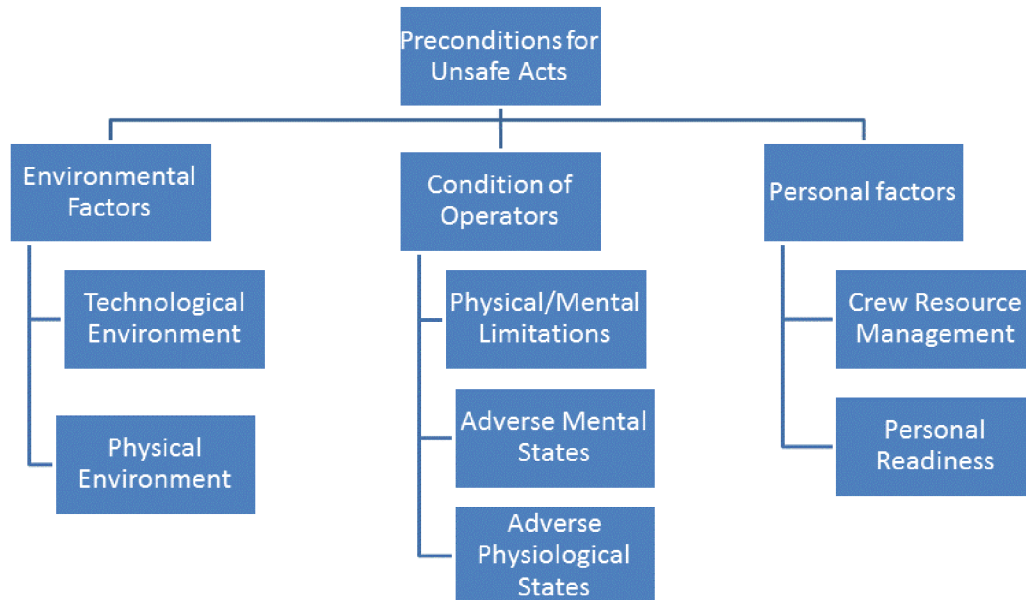 Preconditions for
Unsafe Acts
Environmental
Factors
Technological
Environment
Physical
Environment
Condition of
Operators
Physical/Mental
Limitations
Adverse Mental
States
Adverse
Physiological
States
Personal factors
Crew Resource
Management
Personal
Readiness